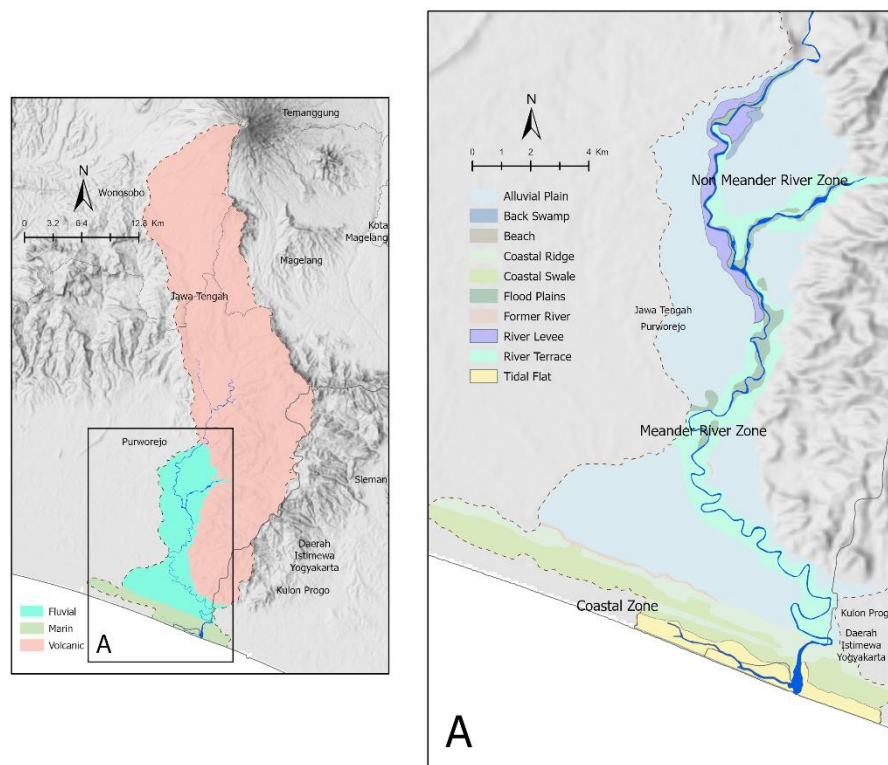 Temanggung
N
Wonosobo
0 3.2 6.4 12.8 Km
Kota
Magelang
Magelang
Jawa-Tengah
Purworejo
Sleman
Daerah
Istimewa
Yogyakarta
Kulon Progo
Fluvial
Marin
Volcanic
A
N
0 1 2 4 Km
Non Meander River Zone
Alluvial Plain
Back Swamp
Beach
Coastal Ridge
Coastal Swale
Flood Plains
Former River
River Levee
River Terrace
Tidal Flat
Jawa Tengah
Purworejo
Meander River Zone
Coastal Zone
Kulon Progo
Daerah
Istimewa
Yogyakarta
A